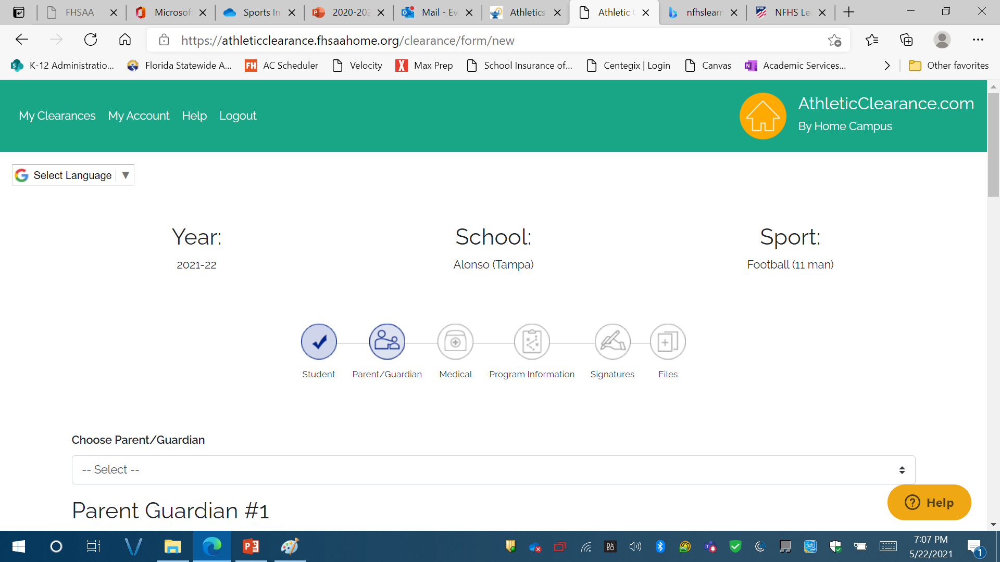 FHSAA
Microsof
Sports In
2020-202
Mail - Ev
Athletics
Athletic
nfhslearn
NFHS Le
https://athleticclearance.fhsaahome.org/clearance/form/new
K-12 Administratio...
Florida Statewide A...
FH AC Scheduler
Velocity
Max Prep
School Insurance of...
Centegix | Login
Canvas
Academic Services...
Other favorites
My Clearances
My Account
Help
Logout
AthleticClearance.com
By Home Campus
Select Language
Year:
2021-22
School:
Alonso (Tampa)
Sport:
Football (11 man)
Student
Parent/Guardian
Medical
Program Information
Signatures
Files
Choose Parent/Guardian
-- Select --
Parent Guardian #1
Help
7:07 PM
5/22/2021
1